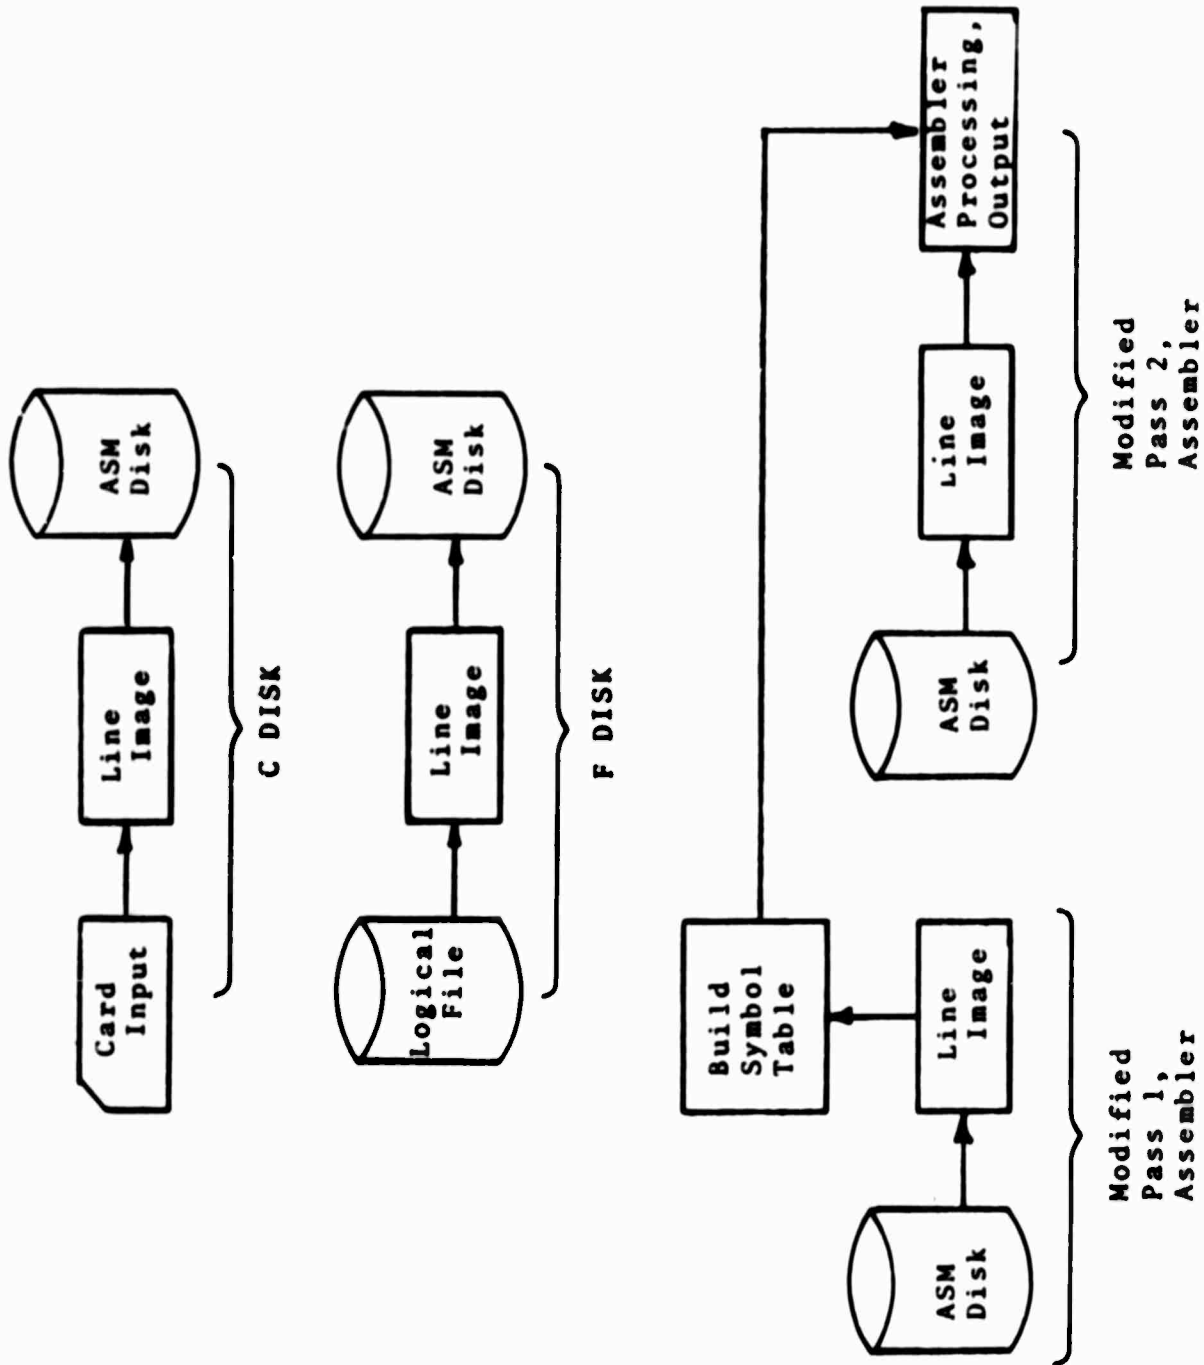 Card
Input
Line
Image
ASM
Disk
C DISK
Logical
File
Line
Image
ASM
Disk
F DISK
Build
Symbol
Table
ASM
Disk
Line
Image
Modified
Pass 1,
Assembler
ASM
Disk
Line
Image
Assembler
Processing,
Output
Modified
Pass 2,
Assembler